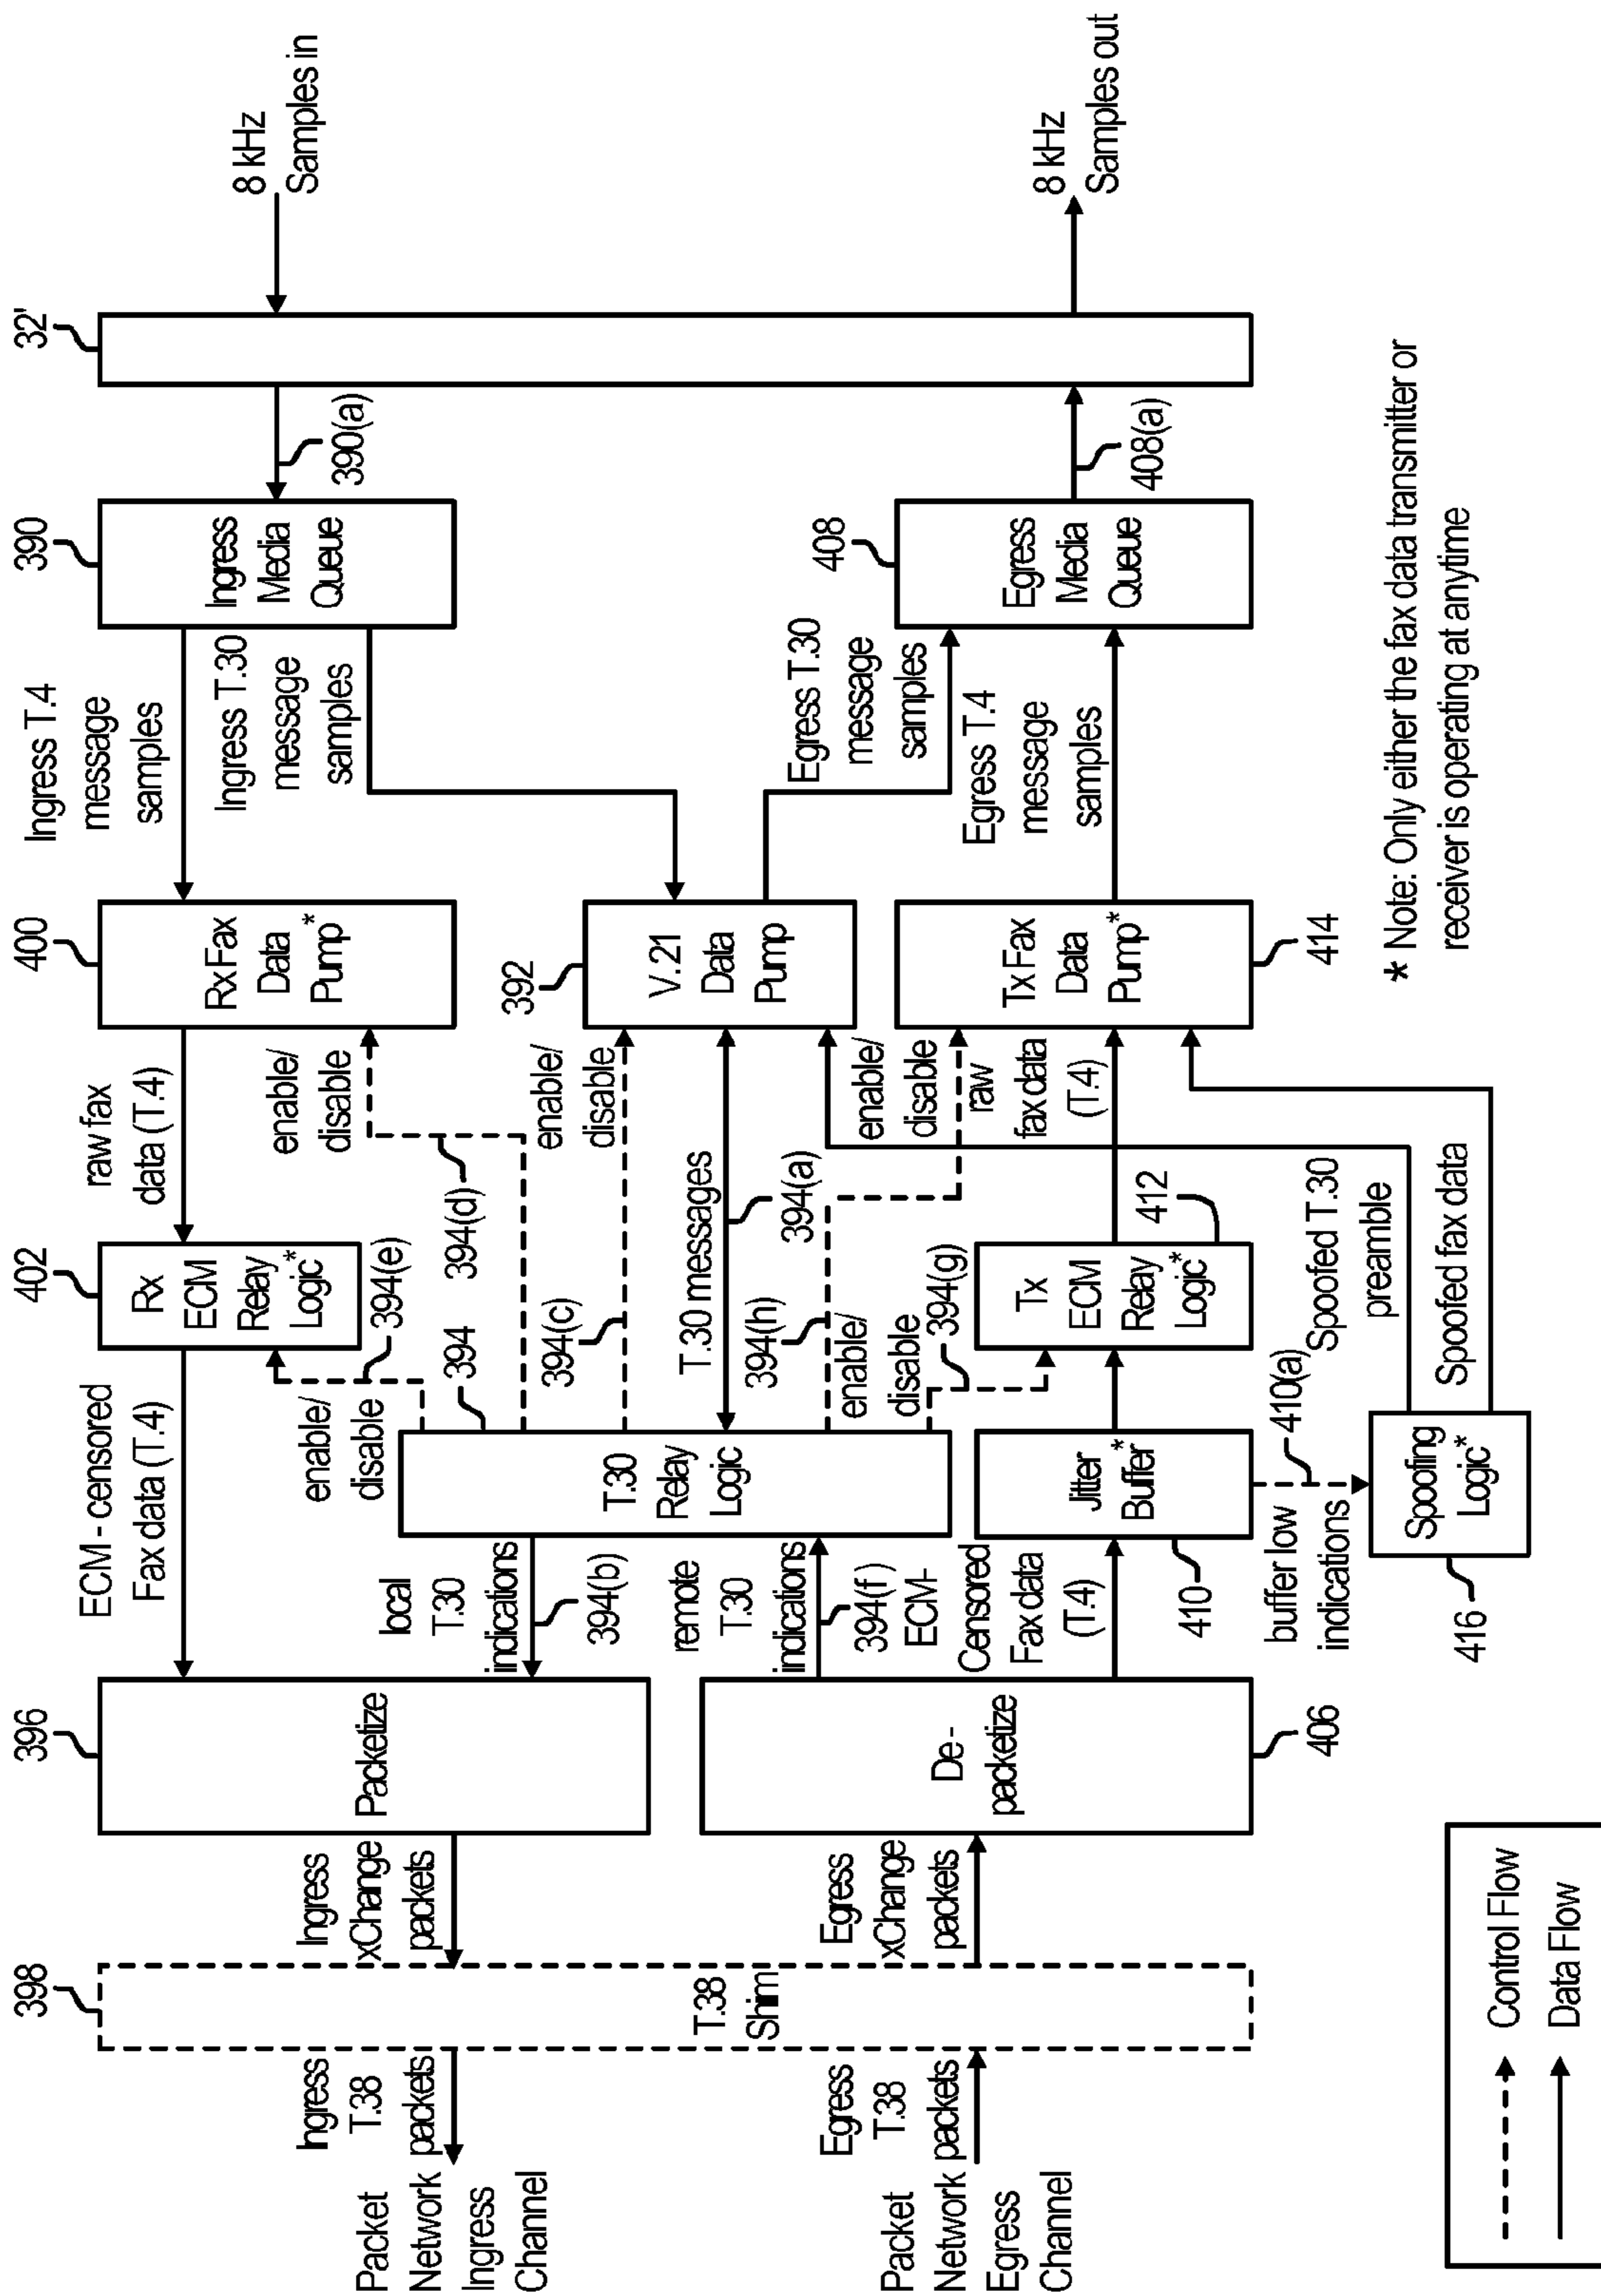 8 kHz
Samples in
8 kHz
Samples out
32'
390(a)
408(a)
390
Ingress
Media
Queue
408
Egress
Media
Queue
Ingress T.4
message
samples
Ingress T.30
message
samples
Egress T.30
message
samples
Egress T.4
message
samples
400
Rx Fax
Data
Pump*
392
V.21
Data
Pump
Tx Fax
Data
Pump*
414
raw fax
data (T.4)
enable/
disable
394(d)
enable/
disable
394(c)
T.30 messages
394(a)
enable/
disable
394(h)
raw
fax data
(T.4)
402
Rx
ECM
Relay
Logic*
394(e)
enable/
disable
enable/
disable
394(g)
412
Tx
ECM
Relay
Logic*
Spoofed T.30
preamble
Spoofed fax data
ECM - censored
Fax data (T.4)
394
T.30
Relay
Logic
Jitter
Buffer*
410
410(a)
buffer low
indications
Spoofing
Logic*
416
local
T.30
indications
394(b)
remote
T.30
indications
394(f)
ECM-
Censored
Fax data
(T.4)
396
Packetize
De -
packetize
406
Ingress
xChange
packets
Egress
xChange
packets
398
T.38
Shim
Ingress
T.38
packets
Egress
T.38
packets
Packet
Network
Ingress
Channel
Packet
Network
Egress
Channel
* Note: Only either the fax data transmitter or
receiver is operating at anytime
Control Flow
Data Flow